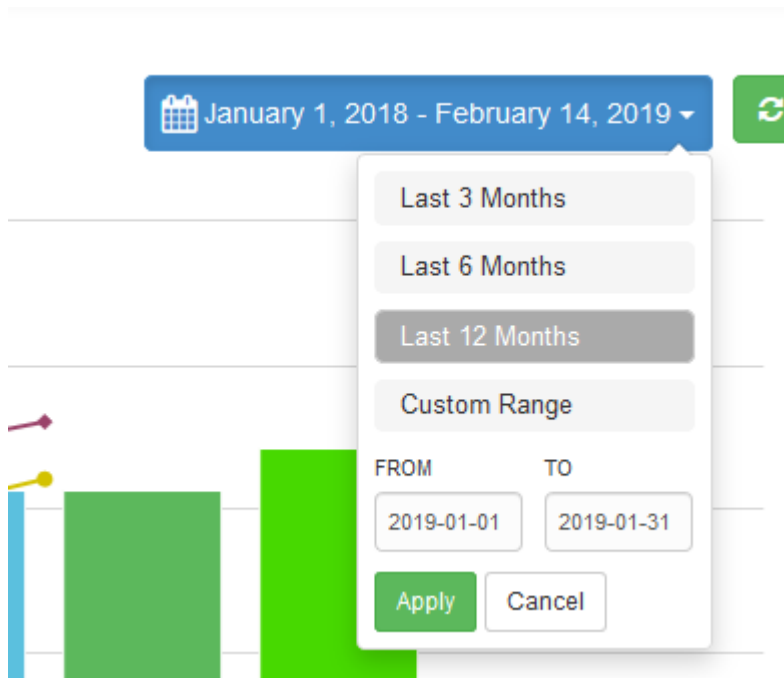 January 1, 2018 - February 14, 2019
Last 3 Months
Last 6 Months
Last 12 Months
Custom Range
FROM TO
2019-01-01 2019-01-31
Apply Cancel